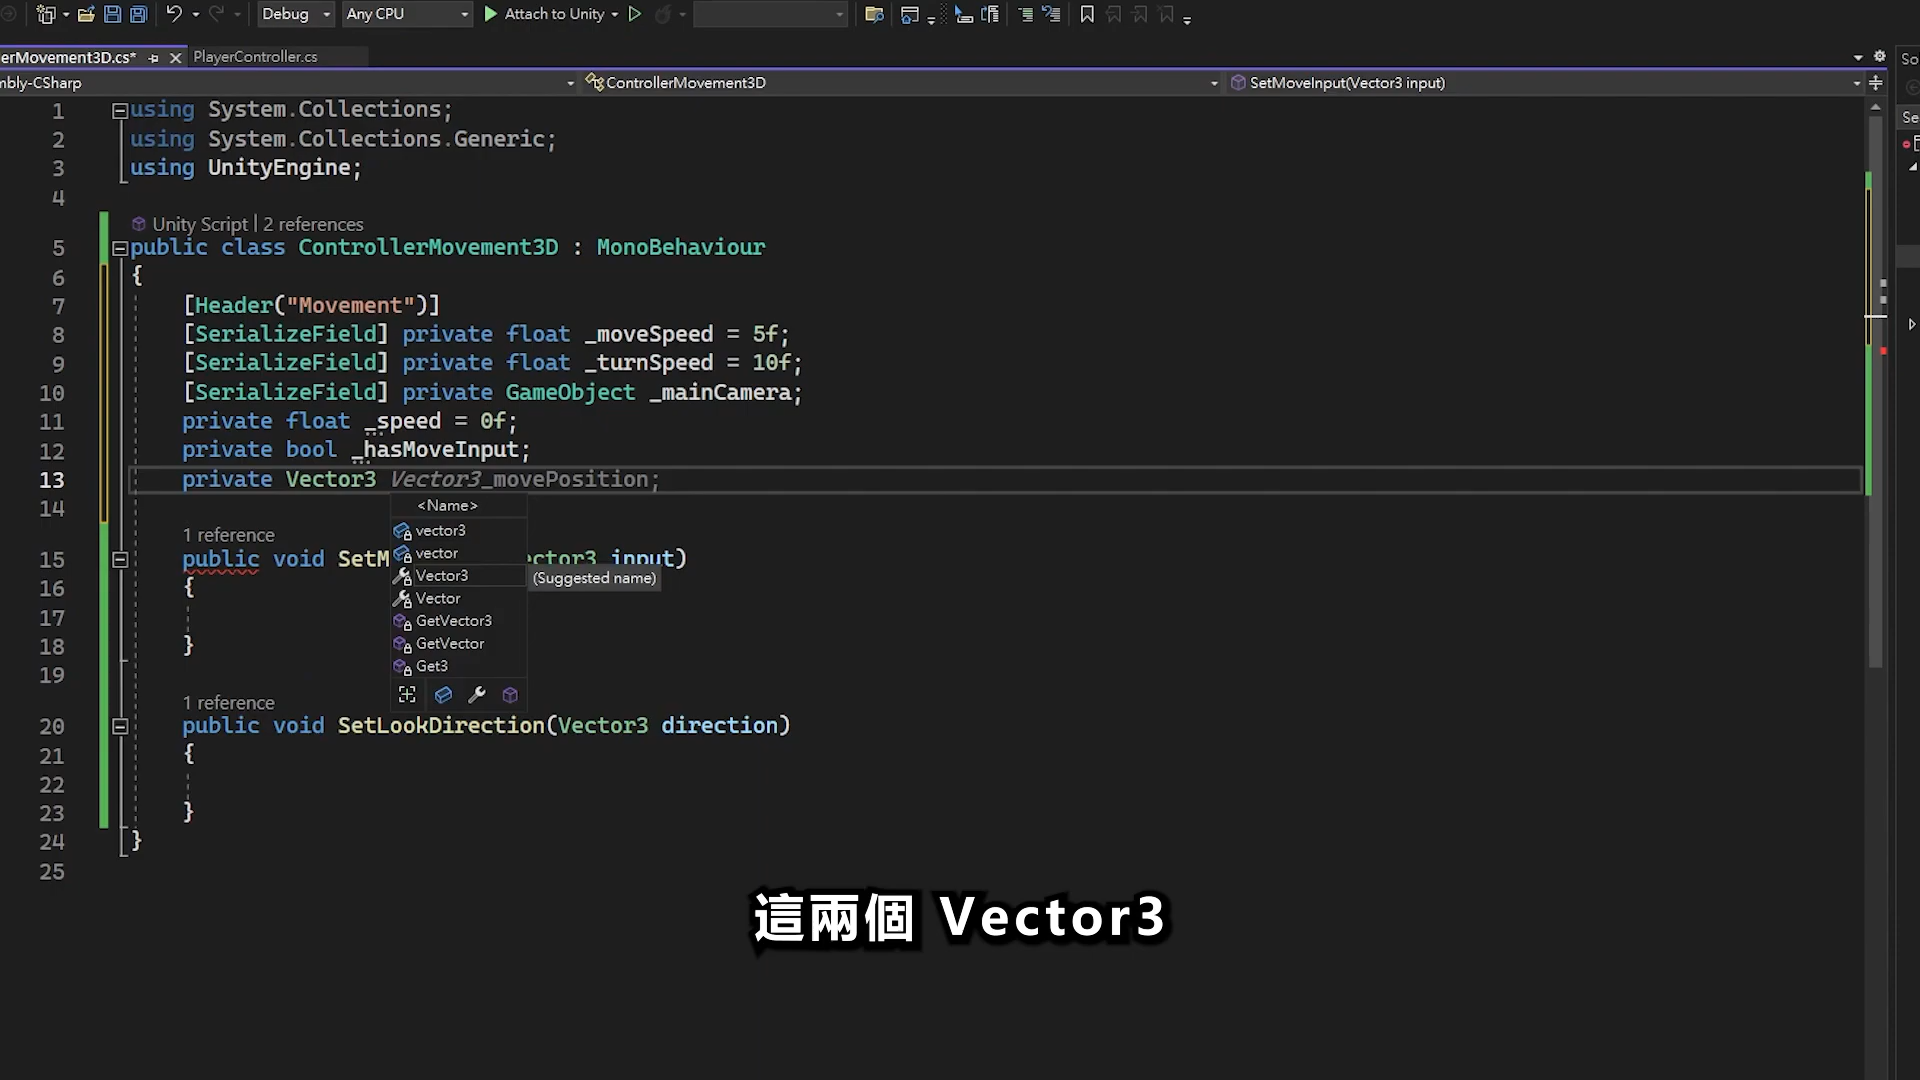 Debug
Any CPU
Attach to Unity
erMovement3D.cs*
PlayerController.cs
So
mbly-CSharp
ControllerMovement3D
SetMoveInput(Vector3 input)
Se
1 using System.Collections;
2 using System.Collections.Generic;
3 using UnityEngine;
4
Unity Script | 2 references
5 public class ControllerMovement3D : MonoBehaviour
6 {
7 [Header("Movement")]
8 [SerializeField] private float _moveSpeed = 5f;
9 [SerializeField] private float _turnSpeed = 10f;
10 [SerializeField] private GameObject _mainCamera;
11 private float _speed = 0f;
12 private bool _hasMoveInput;
13 private Vector3 Vector3_movePosition;
14
<Name>
vector3
vector
Vector3
(Suggested name)
Vector
GetVector3
GetVector
Get3
1 reference
15 public void SetM ector3 input)
16 {
17
18 }
19
1 reference
20 public void SetLookDirection(Vector3 direction)
21 {
22
23 }
24 }
25
這兩個 Vector3